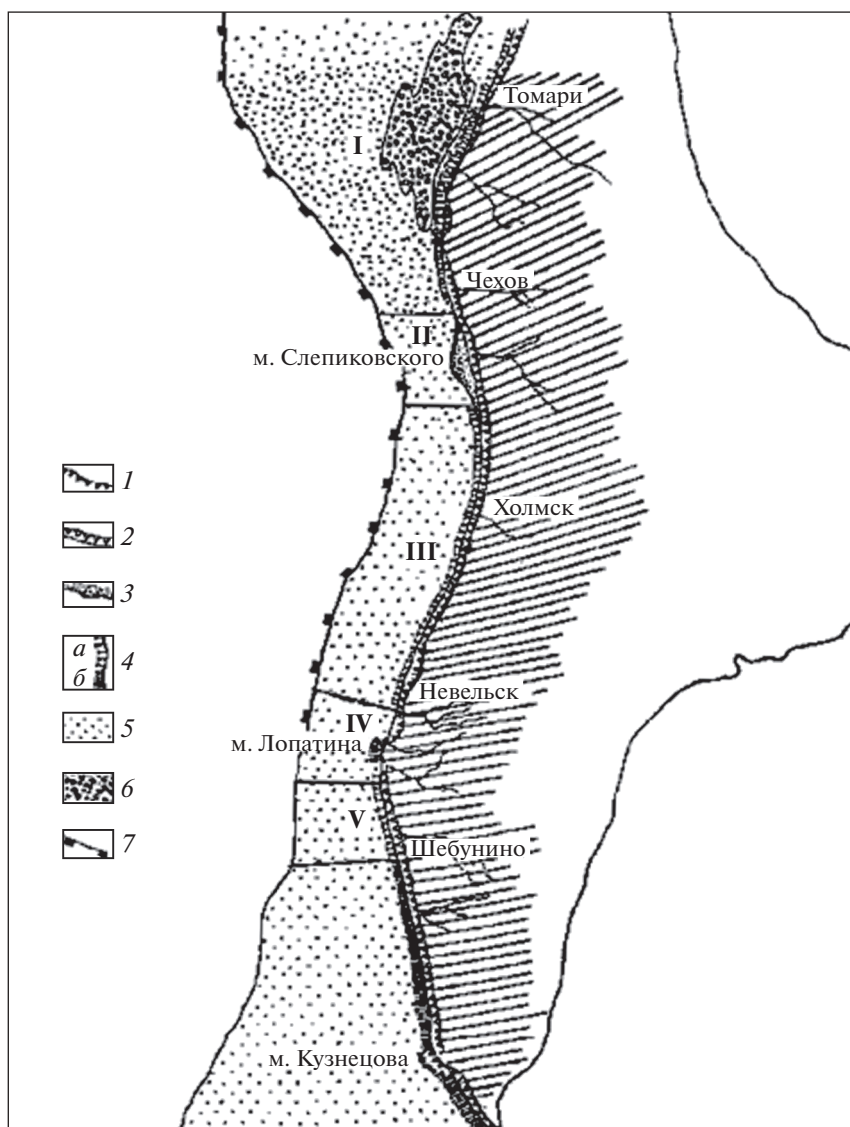 Томари
I
Чехов
II
м. Слепиковского
1
2
Холмск
III
3
а
б
4
Невельск
IV
м. Лопатина
5
6
V
Шебунино
7
м. Кузнецова